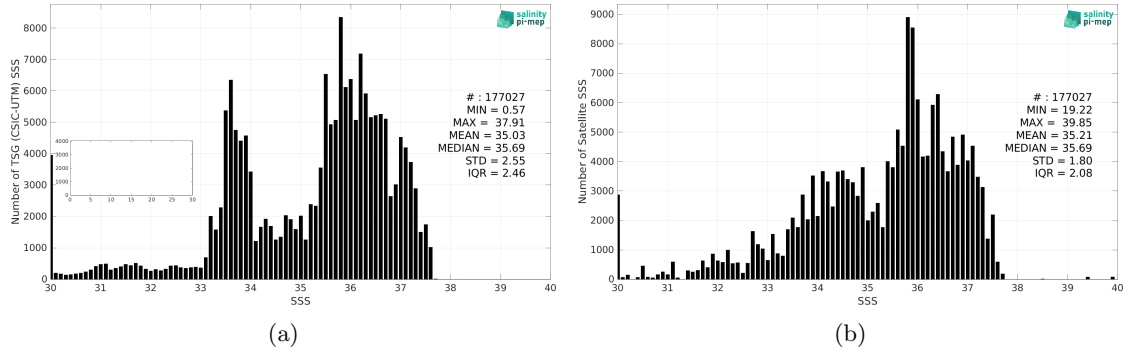 salinity
pi-mep
Number of TSG (CSIC-UTM) SSS
8000
7000
6000
5000
4000
3000
2000
1000
0
# : 177027
MIN = 0.57
MAX = 37.91
MEAN = 35.03
MEDIAN = 35.69
STD = 2.55
IQR = 2.46
4000
3000
2000
1000
0
0 5 10 15 20 25 30
30 31 32 33 34 35 36 37 38 39 40
SSS
(a)
salinity
pi-mep
Number of Satellite SSS
9000
8000
7000
6000
5000
4000
3000
2000
1000
0
# : 177027
MIN = 19.22
MAX = 39.85
MEAN = 35.21
MEDIAN = 35.69
STD = 1.80
IQR = 2.08
30 31 32 33 34 35 36 37 38 39 40
SSS
(b)